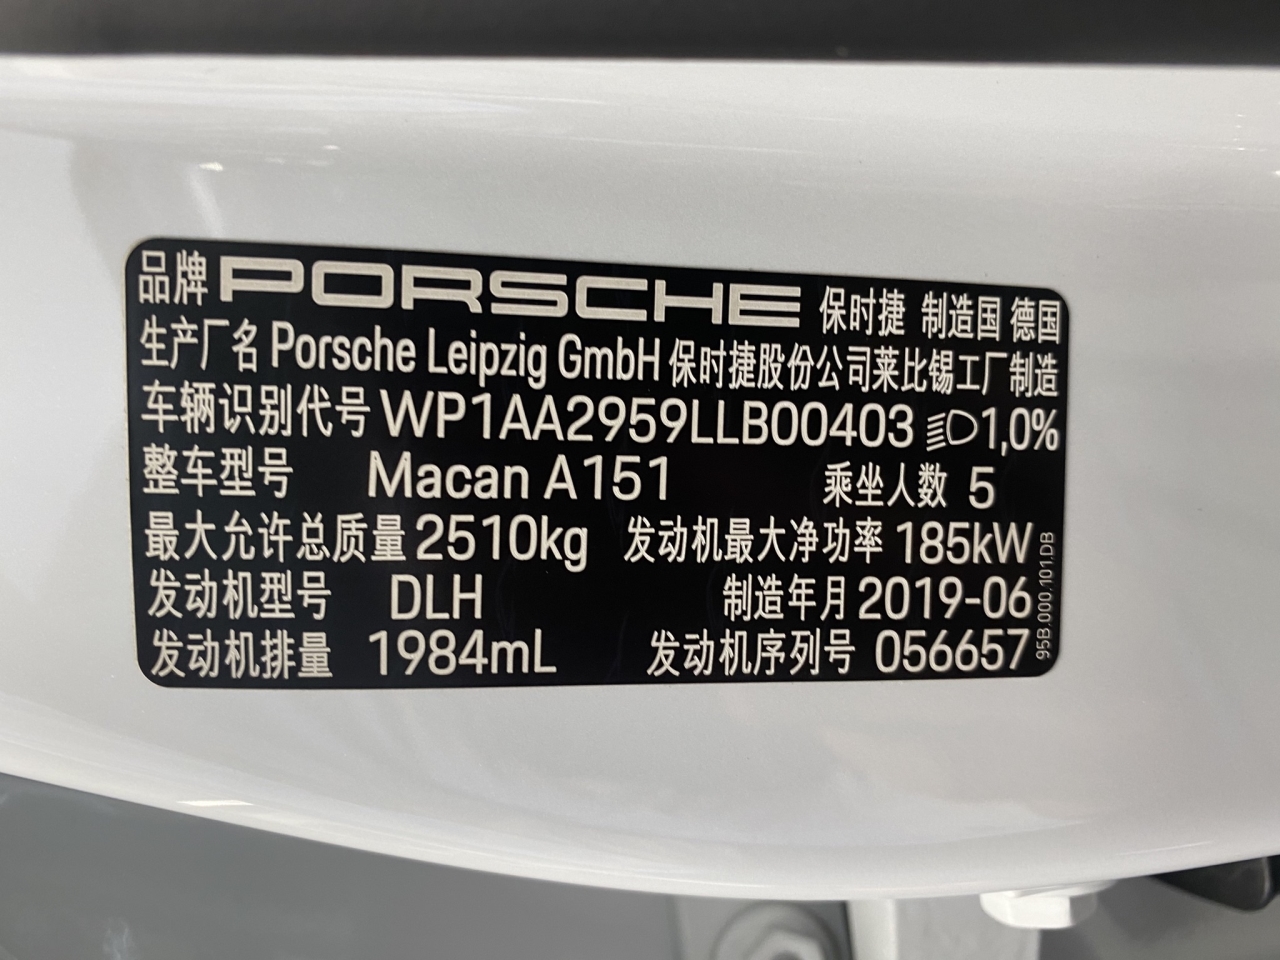 品牌 PORSCHE 保时捷 制造国 德国
生产厂名 Porsche Leipzig GmbH 保时捷股份公司莱比锡工厂制造
车辆识别代号 WP1AA2959LLB00403 1,0%
整车型号 Macan A151 乘坐人数 5
最大允许总质量 2510kg 发动机最大净功率 185kW
发动机型号 DLH 制造年月 2019-06
发动机排量 1984mL 发动机序列号 056657
95B.000.101.DB